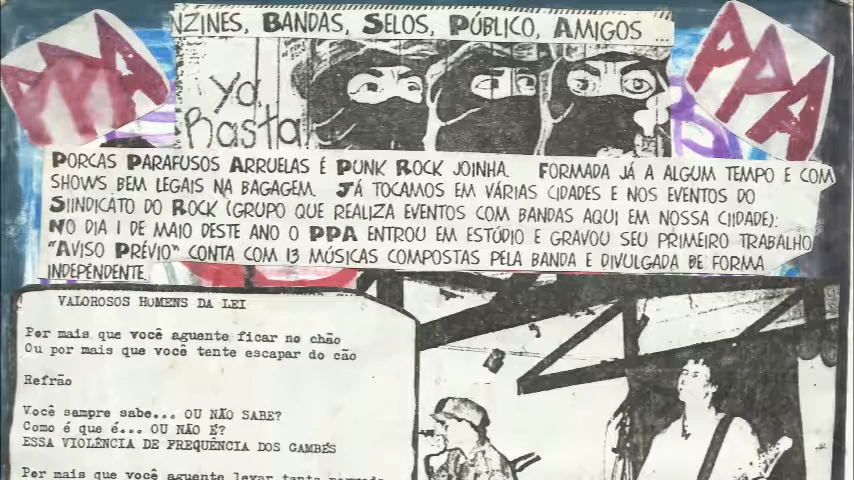 NZINES, BANDAS, SELOS, PÚBLICO, AMIGOS ...
PPA
PPA
Ya
Basta
PORCAS PARAFUSOS ARRUELAS É PUNK ROCK JOINHA. FORMADA JÁ A ALGUM TEMPO E COM
SHOWS BEM LEGAIS NA BAGAGEM. JÁ TOCAMOS EM VÁRIAS CIDADES E NOS EVENTOS DO
SIINDICATO DO ROCK (GRUPO QUE REALIZA EVENTOS COM BANDAS AQUI EM NOSSA CIIDADE):
NO DIA 1 DE MAIO DESTE ANO O PPA ENTROU EM ESTÚDIO E GRAVOU SEU PRIMEIRO TRABALHO
"AVISO PRÉVIO" CONTA COM 13 MÚSICAS COMPOSTAS PELA BANDA E DIVULGADA DE FORMA
INDEPENDENTE.
VALOROSOS HOMENS DA LEI
Por mais que você aguente ficar no chão
Ou por mais que você tente escapar do cão
Refrão
Você sampre sabe... OU NÃO SABE?
Como é que é... OU NÃO É?
ESSA VIOLÊNCIA DE FREQUÊNCIA DOS GAMBÉS
Por mais que você aguente levar tanta